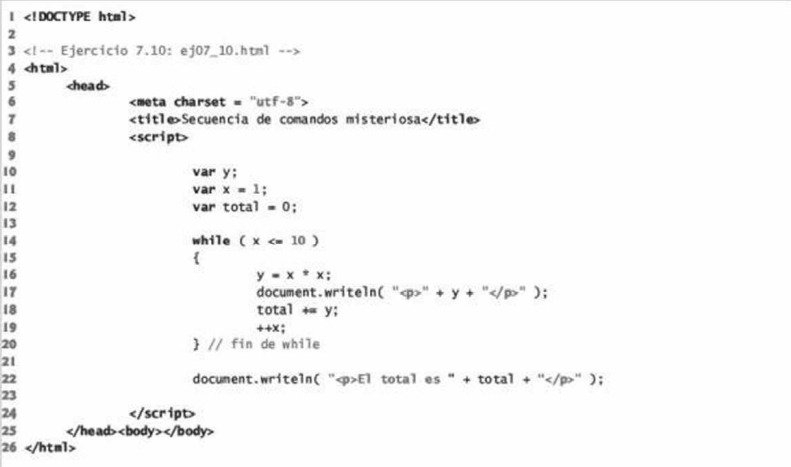 1 <!DOCTYPE html>
2
3 <!-- Ejercicio 7.10: ej07_10.html -->
4 <html>
5 <head>
6 <meta charset = "utf-8">
7 <title>Secuencia de comandos misteriosa</title>
8 <script>
9
10 var y;
11 var x = 1;
12 var total = 0;
13
14 while ( x <= 10 )
15 {
16 y = x * x;
17 document.writeln( "<p>" + y + "</p>" );
18 total += y;
19 ++x;
20 } // fin de while
21
22 document.writeln( "<p>El total es " + total + "</p>" );
23
24 </script>
25 </head><body></body>
26 </html>